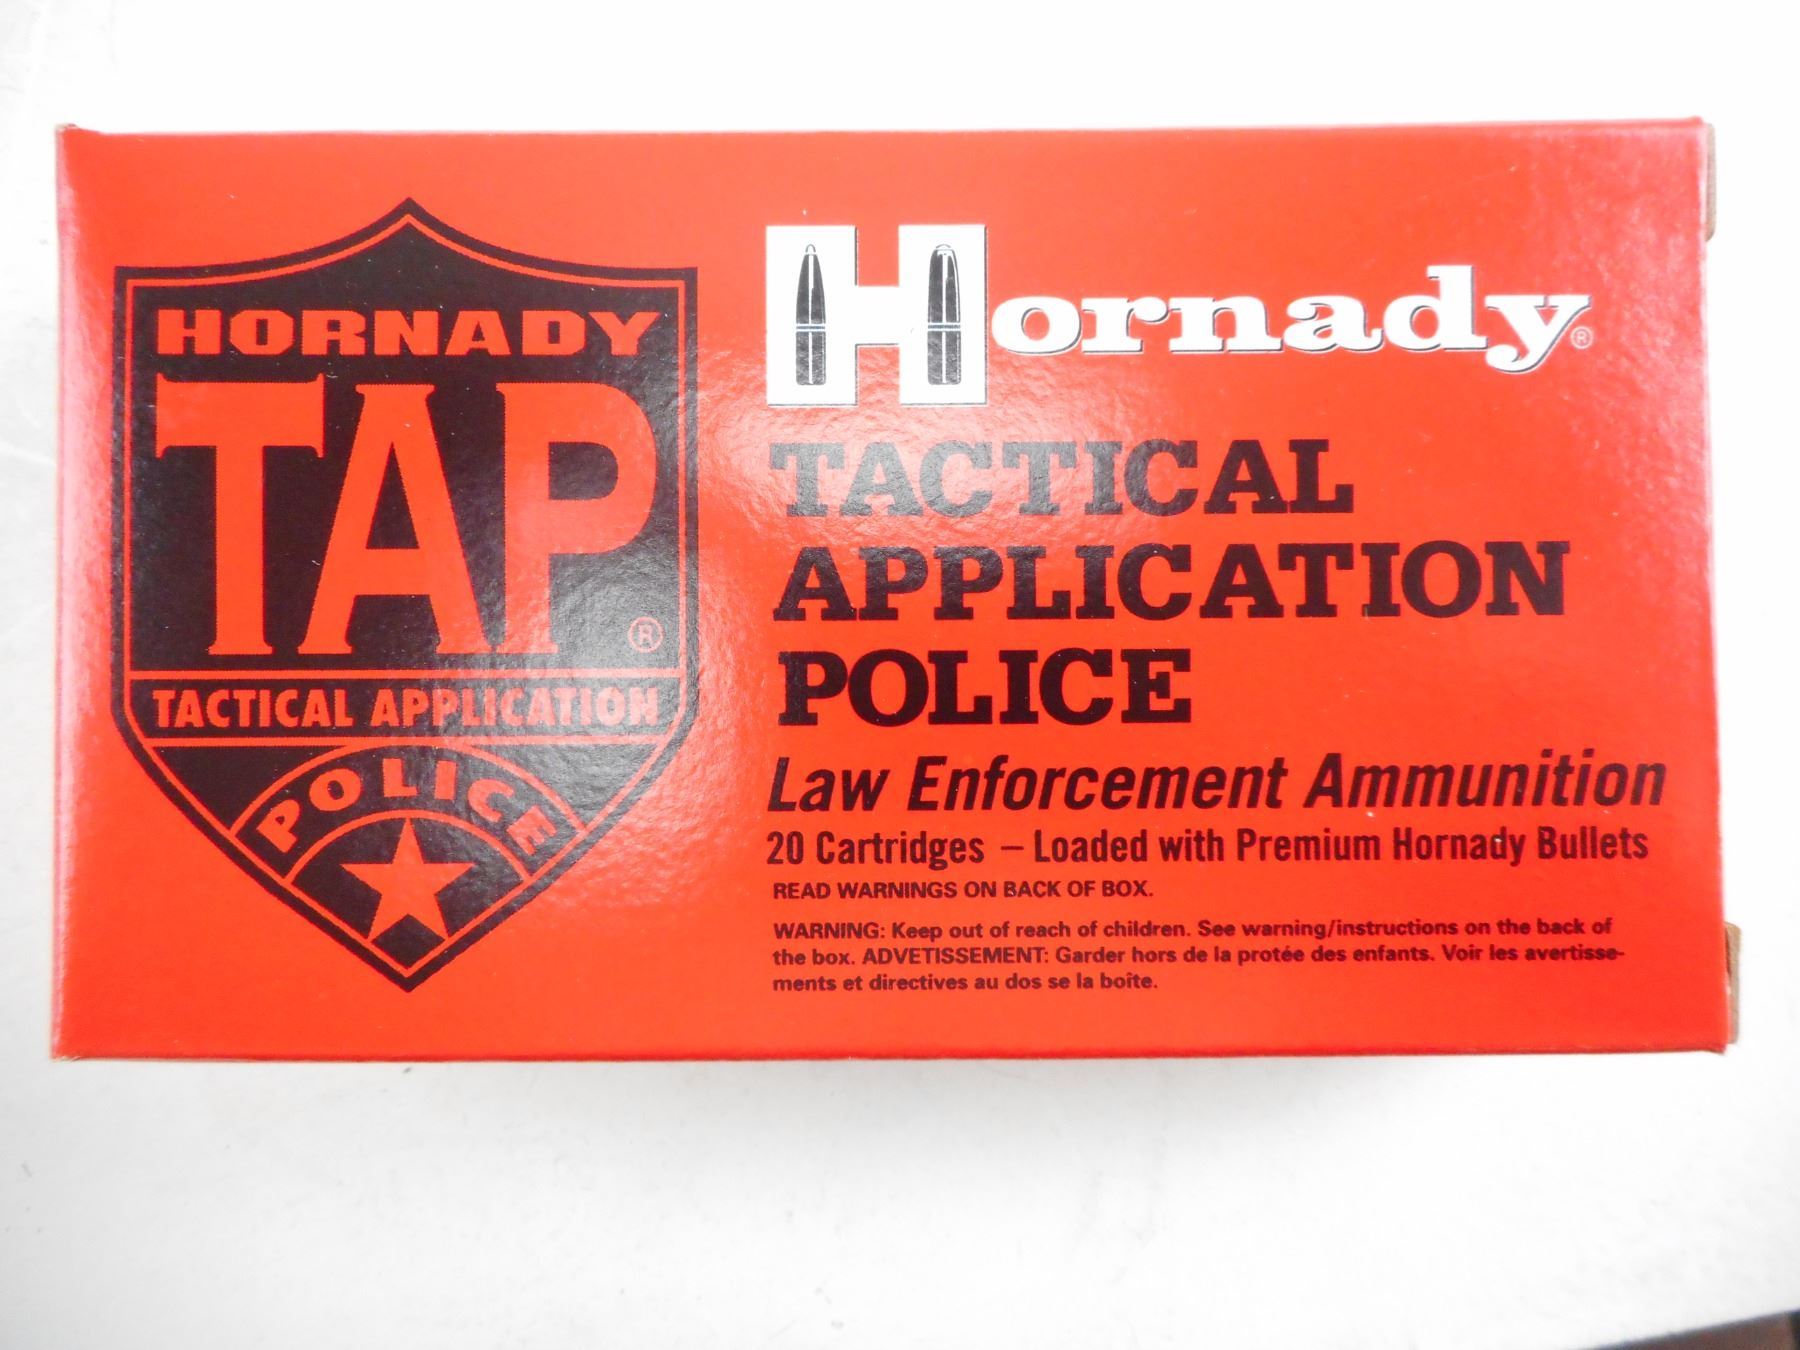 HORNADY
TAP®
TACTICAL APPLICATION
POLICE
Hornady®
TACTICAL
APPLICATION
POLICE
Law Enforcement Ammunition
20 Cartridges – Loaded with Premium Hornady Bullets
READ WARNINGS ON BACK OF BOX.
WARNING: Keep out of reach of children. See warning/instructions on the back of
the box. ADVETISSEMENT: Garder hors de la protée des enfants. Voir les avertisse-
ments et directives au dos se la boîte.